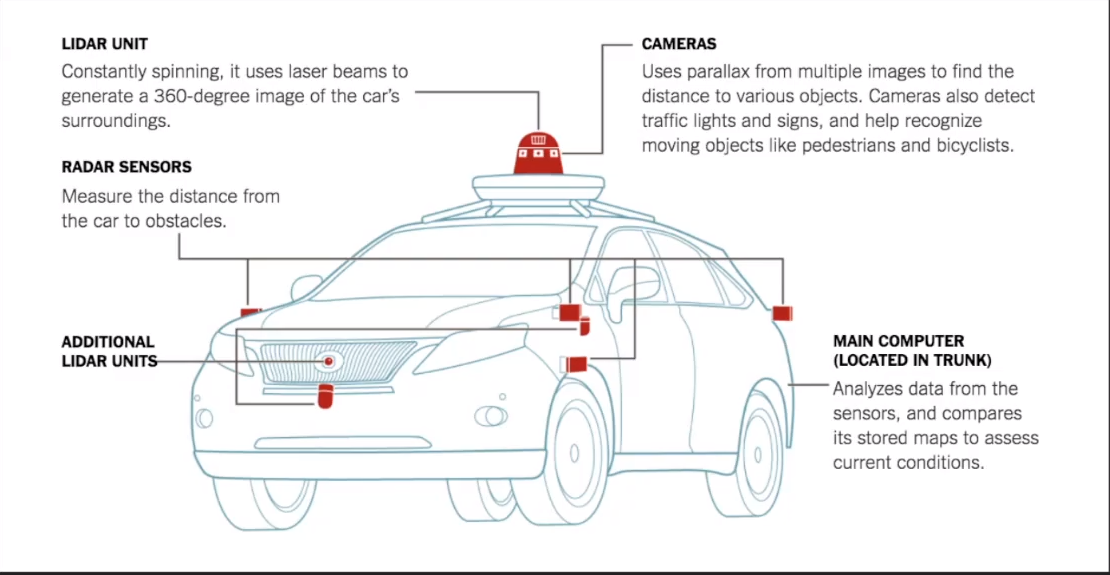 LIDAR UNIT
Constantly spinning, it uses laser beams to
generate a 360-degree image of the car's
surroundings.
RADAR SENSORS
Measure the distance from
the car to obstacles.
ADDITIONAL
LIDAR UNITS
CAMERAS
Uses parallax from multiple images to find the
distance to various objects. Cameras also detect
traffic lights and signs, and help recognize
moving objects like pedestrians and bicyclists.
MAIN COMPUTER
(LOCATED IN TRUNK)
Analyzes data from the
sensors, and compares
its stored maps to assess
current conditions.